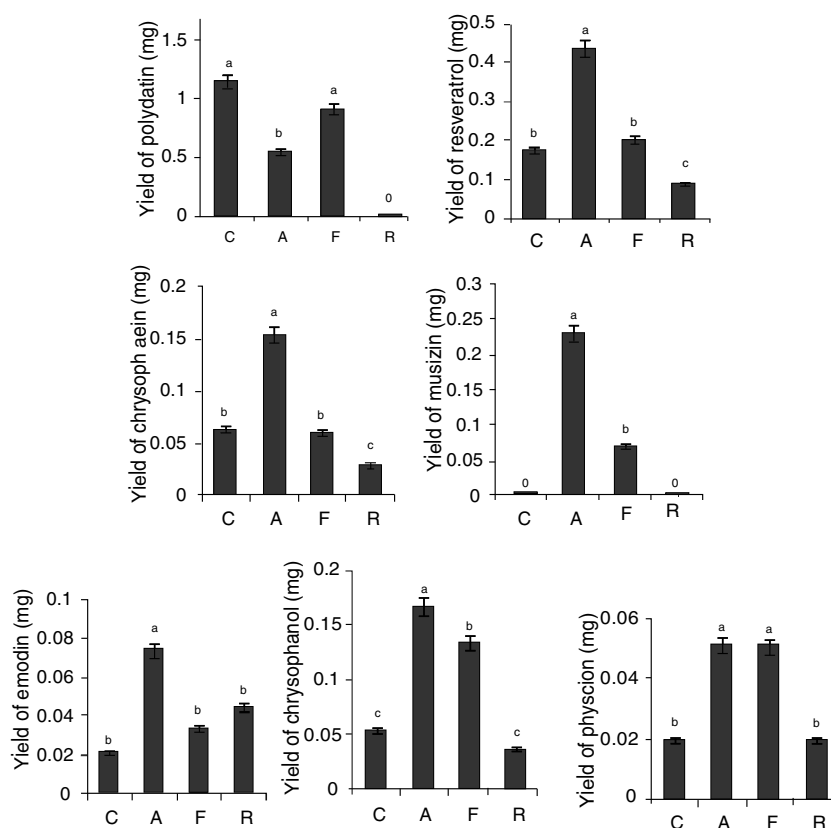 Yield of polydatin (mg)
1.5
1
0.5
0
a
b
a
0
C A F R
Yield of resveratrol (mg)
0.5
0.4
0.3
0.2
0.1
0
b
a
b
c
C A F R
Yield of chrysoph aein (mg)
0.2
0.15
0.1
0.05
0
b
a
b
c
C A F R
Yield of musizin (mg)
0.3
0.25
0.2
0.1
0.05
0
0
a
b
0
C A F R
Yield of emodin (mg)
0.1
0.08
0.06
0.04
0.02
0
b
a
b
b
C A F R
Yield of chrysophanol (mg)
0.2
0.15
0.1
0.05
0
c
a
b
c
C A F R
Yield of physcion (mg)
0.06
0.04
0.02
0
b
a
a
b
C A F R